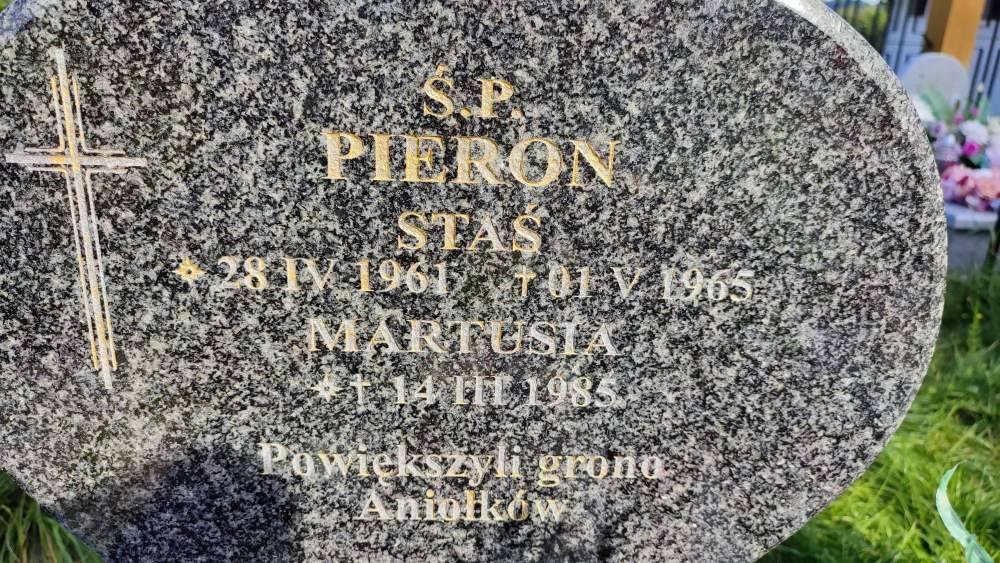 Ś.P.
PIERON
STAŚ
28 IV 1961 † 01 V 1965
MARTUSIA
† 14 III 1985
Powiększyli grono
Aniołków